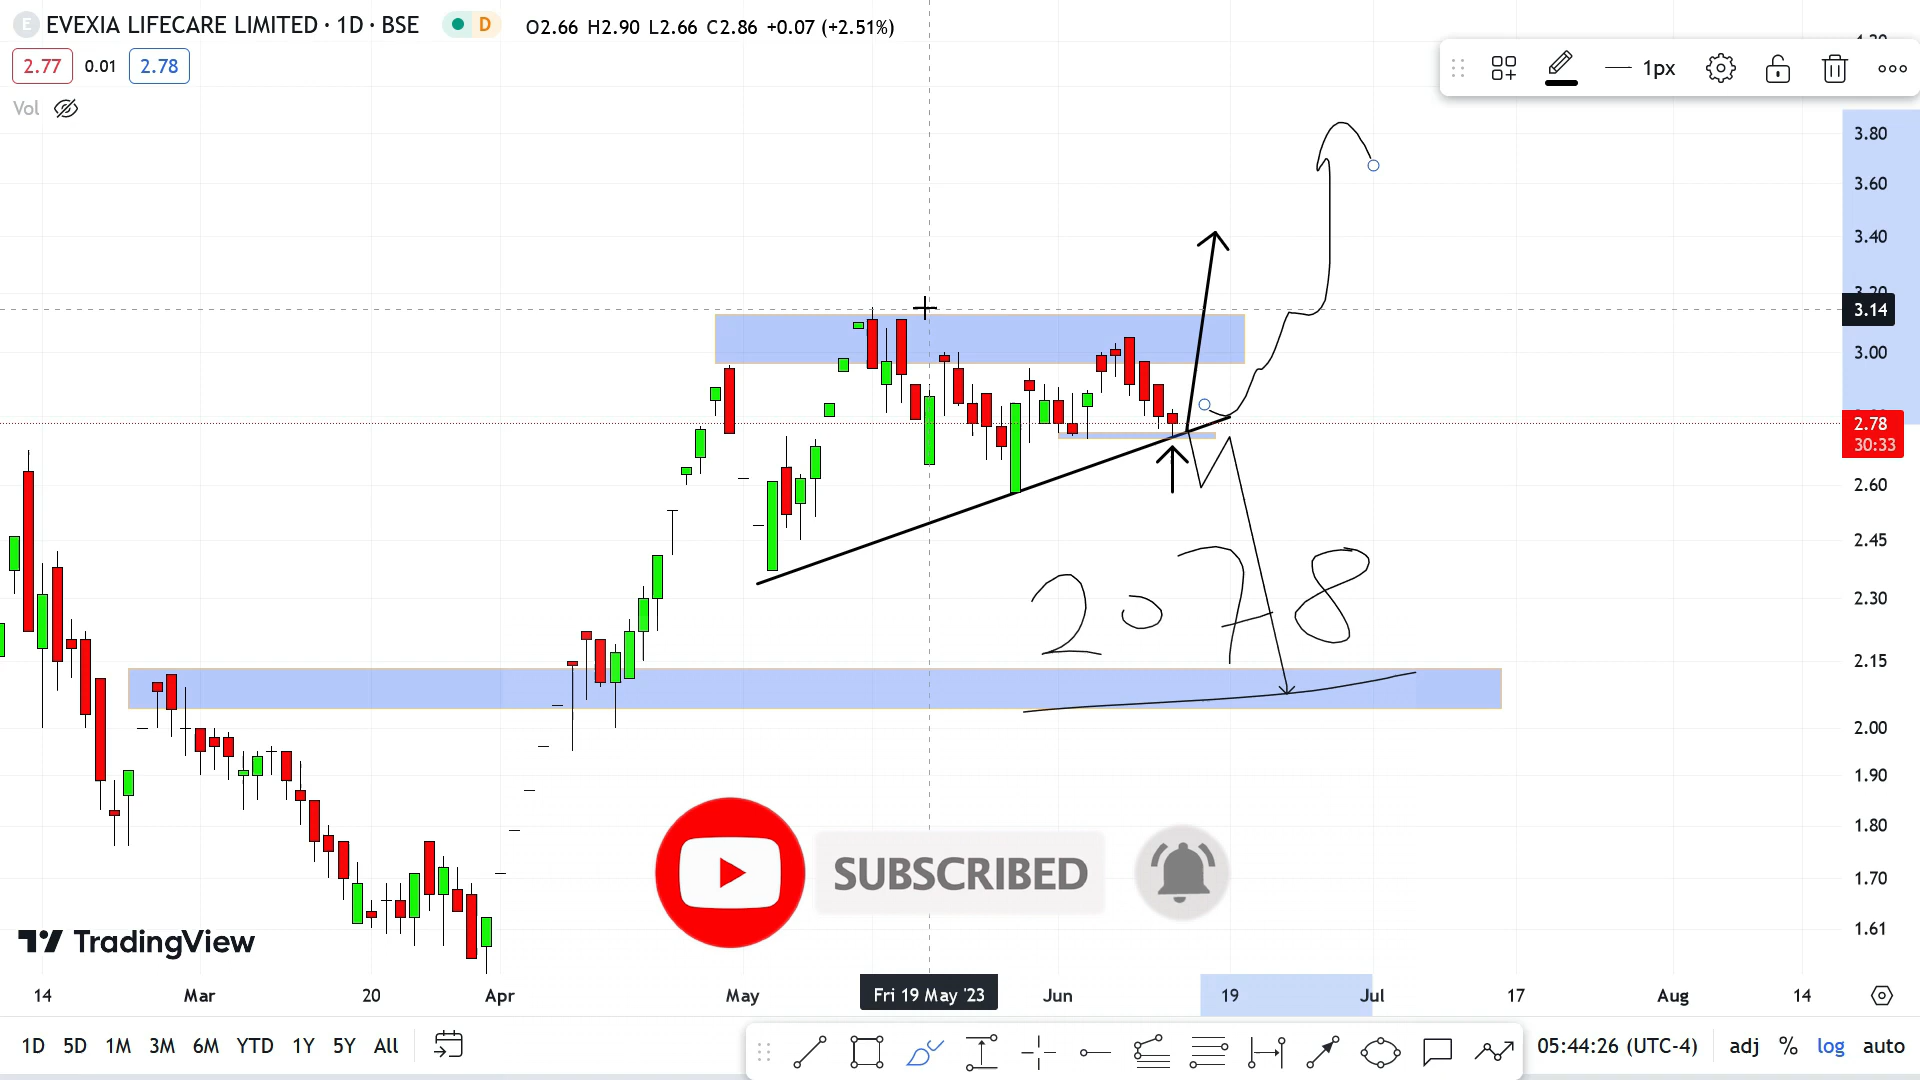 E EVEXIA LIFECARE LIMITED · 1D · BSE D O2.66 H2.90 L2.66 C2.86 +0.07 (+2.51%)
2.77 0.01 2.78
1px
Vol
3.80
3.60
3.40
3.20
3.14
3.00
2.78
30:33
2.60
2.45
2.30
2078
2.15
2.00
1.90
1.80
1.70
1.61
SUBSCRIBED
TradingView
14 Mar 20 Apr May Fri 19 May '23 Jun 19 Jul 17 Aug 14
1D 5D 1M 3M 6M YTD 1Y 5Y All 05:44:26 (UTC-4) adj % log auto